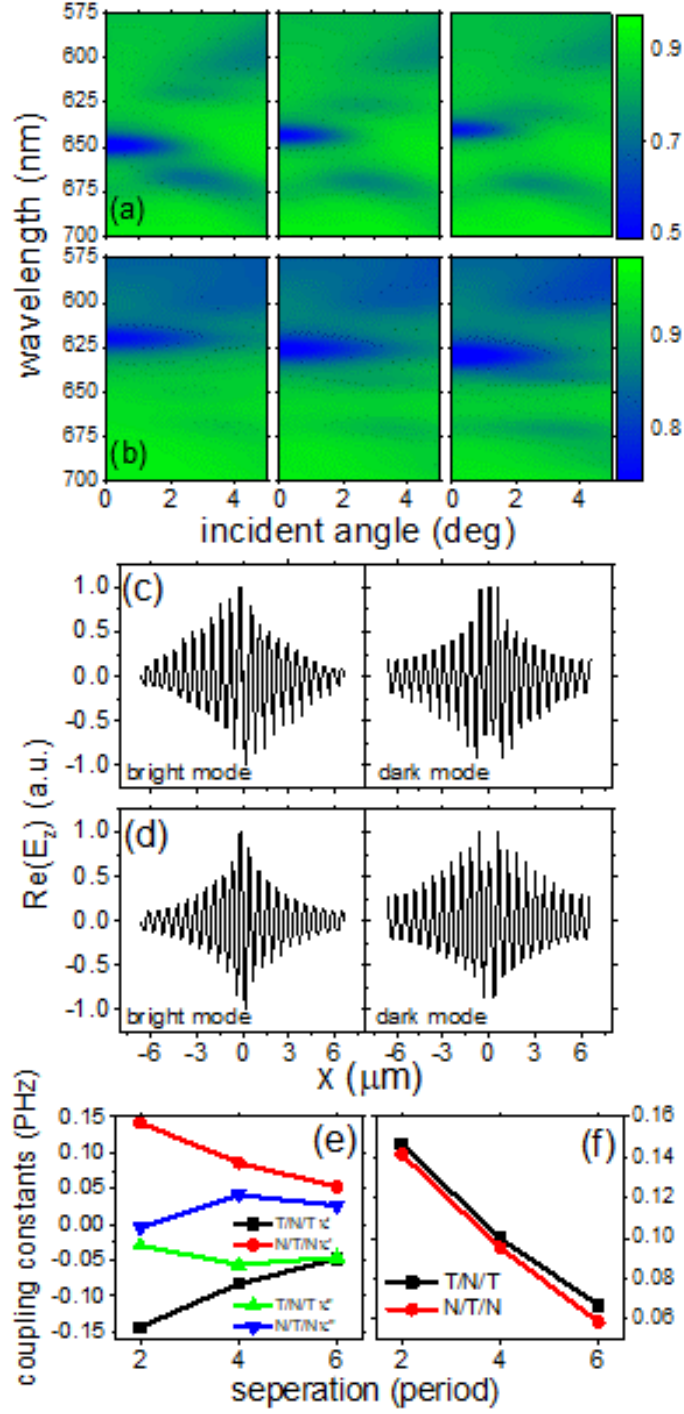 575
600
625
650
675
700
(a)
0.9
0.7
0.5
wavelength (nm)
575
600
625
650
675
700
(b)
0.9
0.8
0 2 4 0 2 4 0 2 4
incident angle (deg)
(c)
1.0
0.5
0.0
-0.5
-1.0
bright mode
dark mode
Re(E_z) (a.u.)
(d)
1.0
0.5
0.0
-0.5
-1.0
bright mode
dark mode
-6 -3 0 3 6 -6 -3 0 3 6
x (μm)
coupling constants (PHz)
0.15
0.10
0.05
0.00
-0.05
-0.10
-0.15
(e)
T/N/T κ'
N/T/N κ'
T/N/T κ"
N/T/N κ"
2 4 6
(f)
T/N/T
N/T/N
0.16
0.14
0.12
0.10
0.08
0.06
2 4 6
seperation (period)